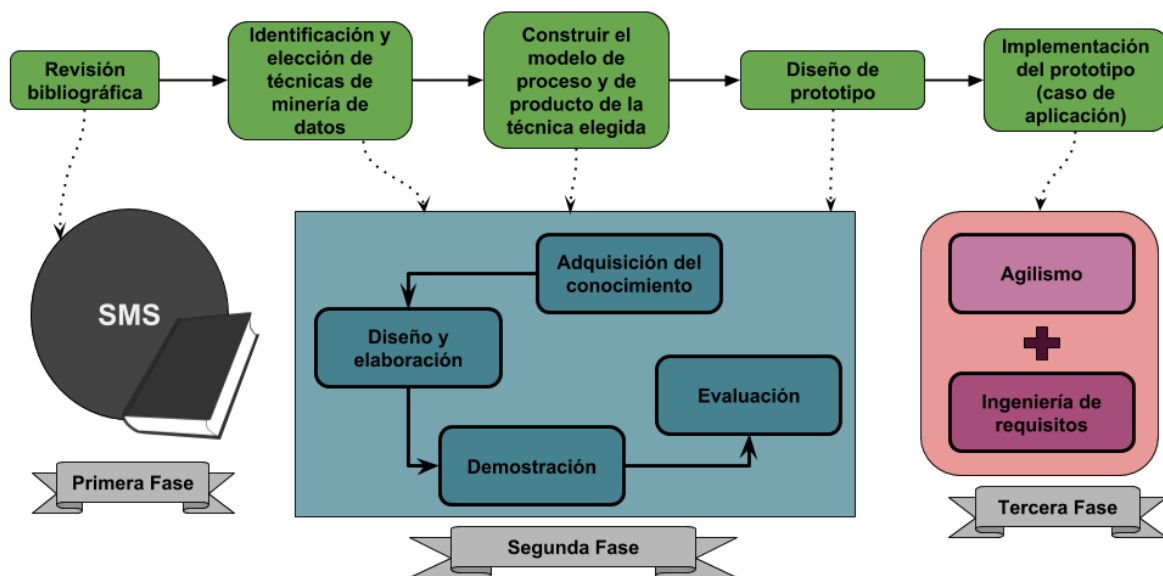 Revisión
bibliográfica
Identificación y
elección de
técnicas de
minería de
datos
Construir el
modelo de
proceso y de
producto de la
técnica elegida
Diseño de
prototipo
Implementación
del prototipo
(caso de
aplicación)
SMS
Primera Fase
Adquisición del
conocimiento
Diseño y
elaboración
Demostración
Evaluación
Segunda Fase
Agilismo
Ingeniería de
requisitos
Tercera Fase